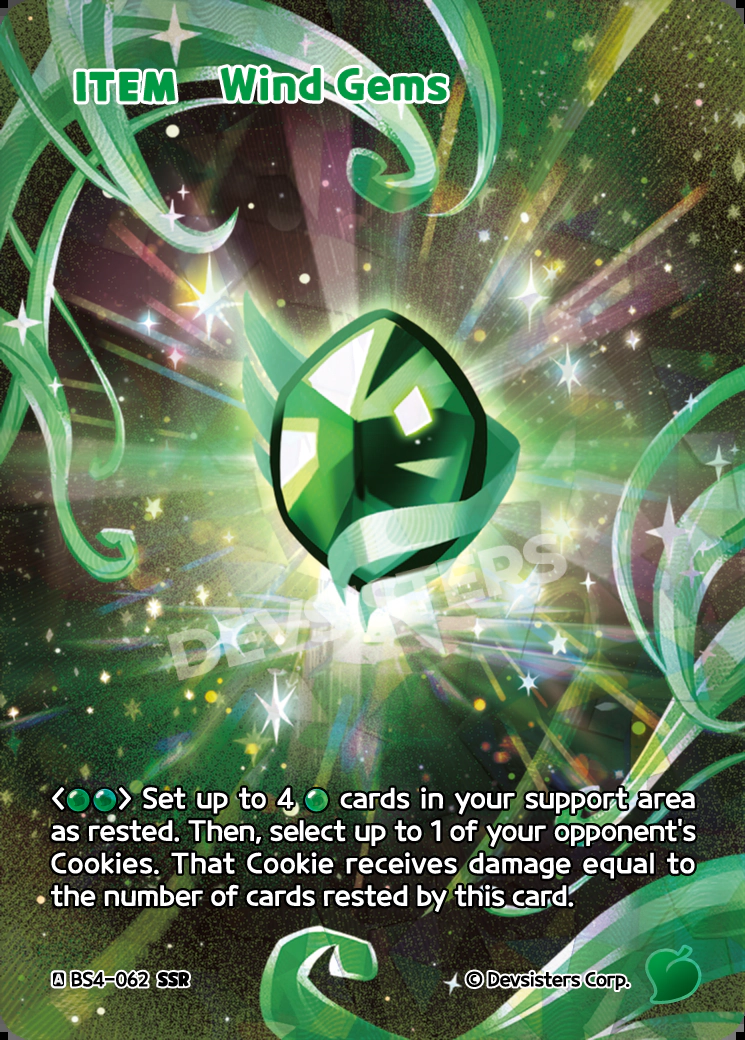 ITEM Wind Gems
DEVSISTERS
< > Set up to 4 cards in your support area
as rested. Then, select up to 1 of your opponent's
Cookies. That Cookie receives damage equal to
the number of cards rested by this card.
A BS4-062 SSR
© Devsisters Corp.